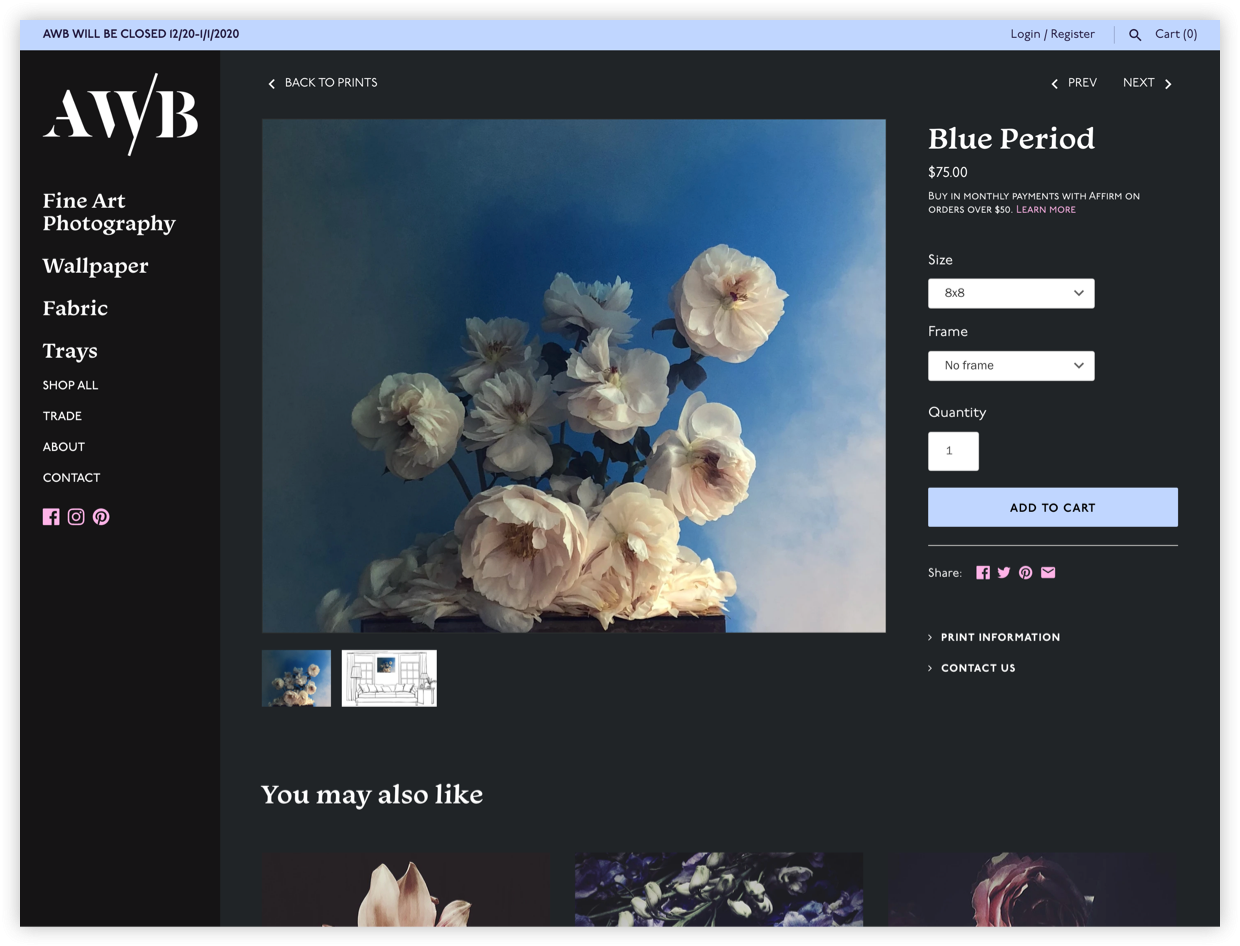 AWB WILL BE CLOSED 12/20-1/1/2020
Login / Register
Cart (0)
AWB
Fine Art
Photography
Wallpaper
Fabric
Trays
SHOP ALL
TRADE
ABOUT
CONTACT
BACK TO PRINTS
PREV
NEXT
Blue Period
$75.00
Buy in monthly payments with Affirm on
orders over $50. Learn more
Size
8x8
Frame
No frame
Quantity
1
ADD TO CART
Share:
PRINT INFORMATION
CONTACT US
You may also like